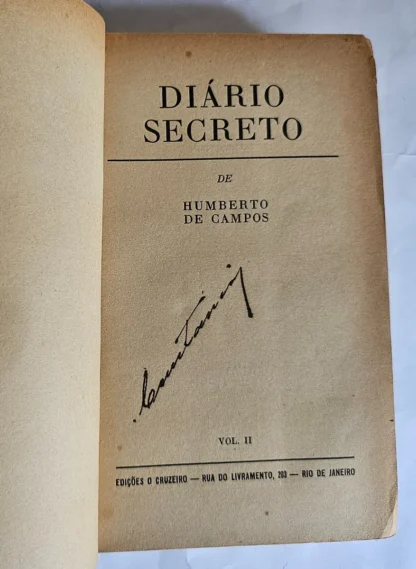 DIÁRIO
SECRETO
DE
HUMBERTO
DE CAMPOS
VOL. II
EDIÇÕES O CRUZEIRO — RUA DO LIVRAMENTO, 203 — RIO DE JANEIRO